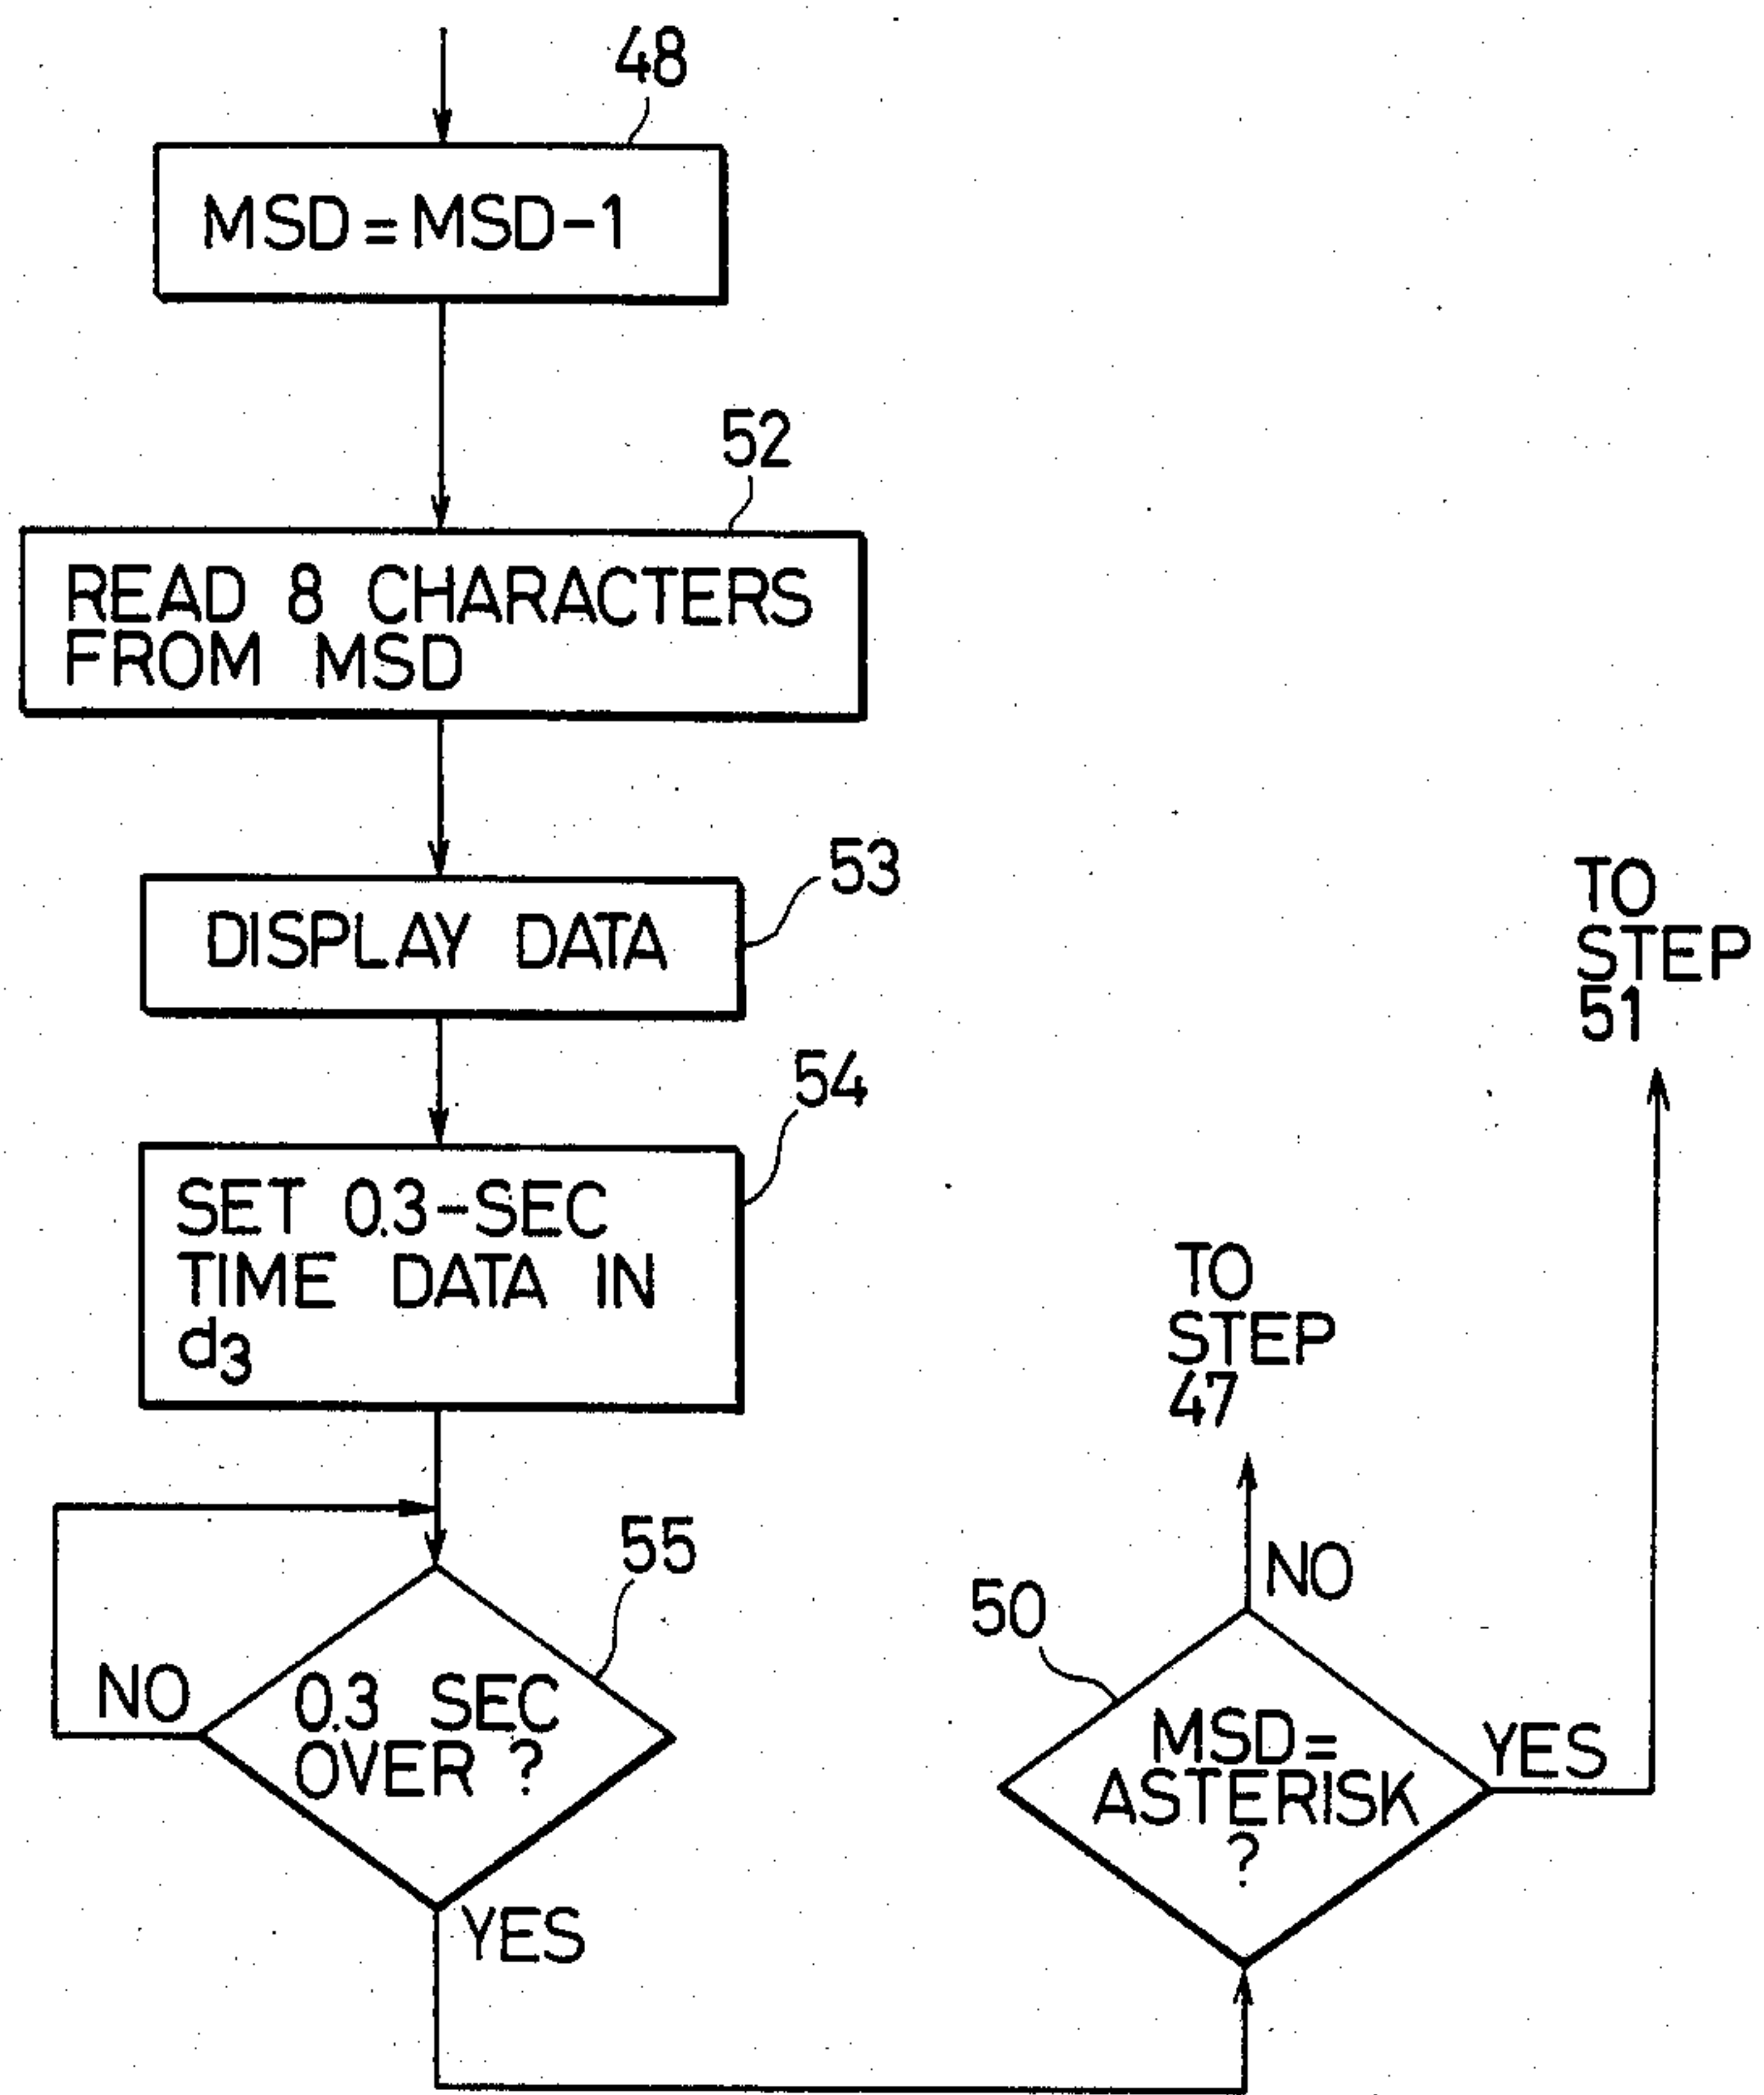 48
MSD=MSD-1
52
READ 8 CHARACTERS
FROM MSD
53
DISPLAY DATA
54
SET 0.3-SEC
TIME DATA IN
d3
55
NO
0.3 SEC
OVER ?
YES
50
MSD=
ASTERISK
?
NO
YES
TO
STEP
47
TO
STEP
51